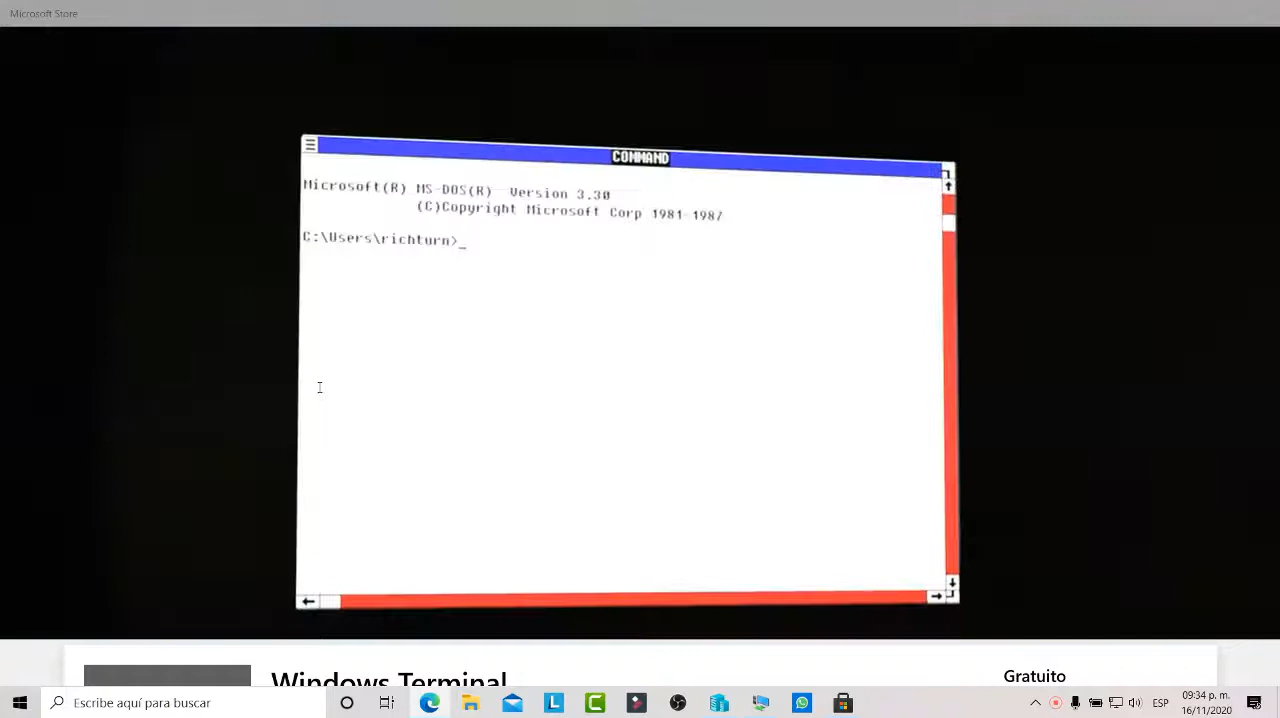 Microsoft Store
COMMAND
Microsoft(R) MS-DOS(R) Version 3.30
(C)Copyright Microsoft Corp 1981-1987
C:\Users\richturn>_
Windows Terminal
Gratuito
Escribe aquí para buscar
ESP
09:34 p. m.
16/11/2020